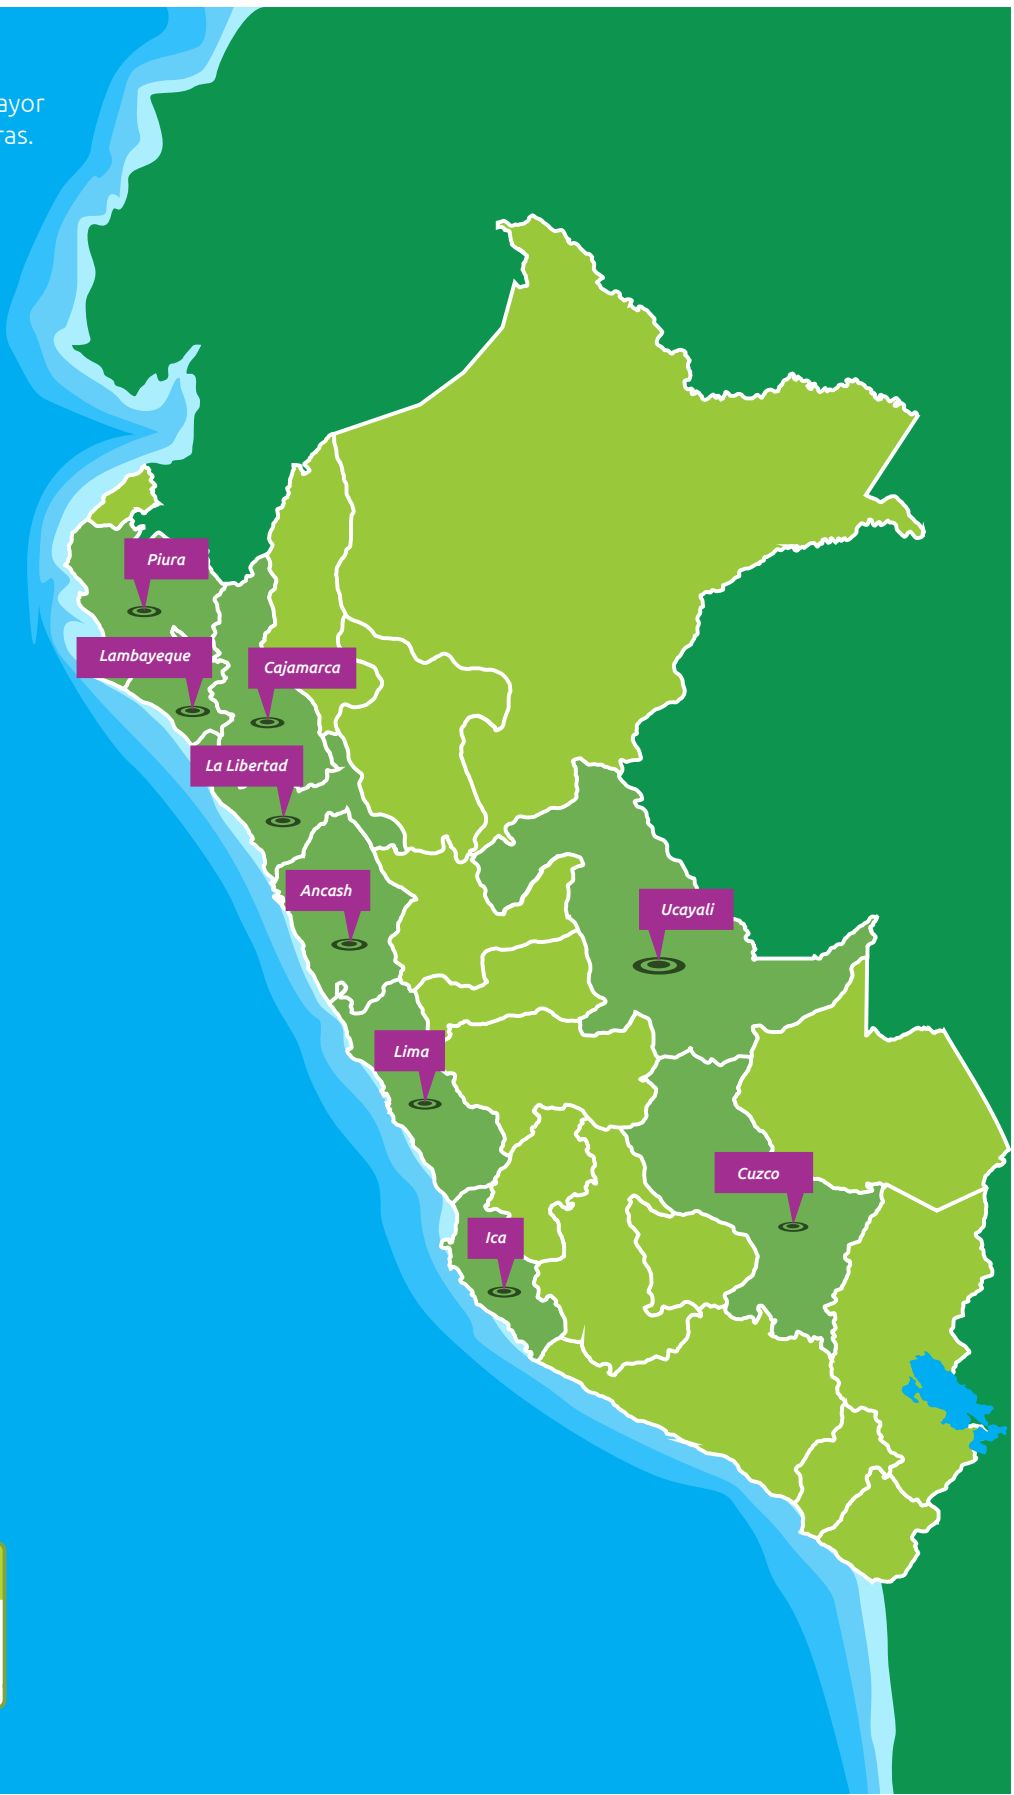 ayor
ras.
Piura
Lambayeque
Cajamarca
La Libertad
Ancash
Ucayali
Lima
Cuzco
Ica